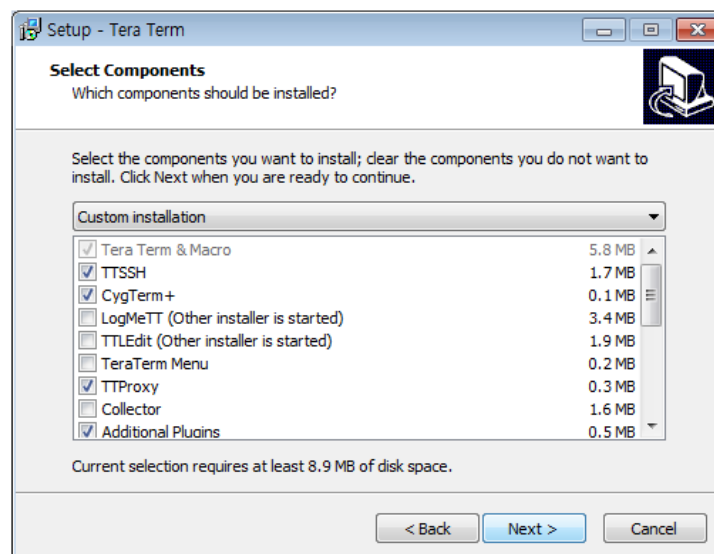 Setup - Tera Term
Select Components
Which components should be installed?
Select the components you want to install; clear the components you do not want to
install. Click Next when you are ready to continue.
Custom installation
Tera Term & Macro 5.8 MB
TTSSH 1.7 MB
CygTerm+ 0.1 MB
LogMeTT (Other installer is started) 3.4 MB
TTLEdit (Other installer is started) 1.9 MB
TeraTerm Menu 0.2 MB
TTProxy 0.3 MB
Collector 1.6 MB
Additional Plugins 0.5 MB
Current selection requires at least 8.9 MB of disk space.
< Back Next > Cancel